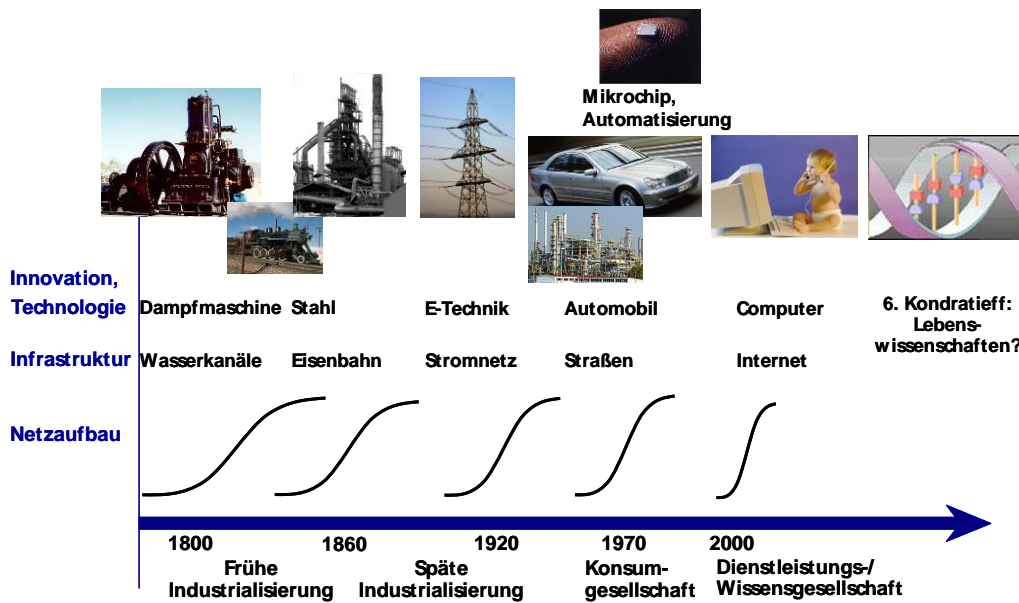 Mikrochip,
Automatisierung
Innovation,
Technologie Dampfmaschine Stahl E-Technik Automobil Computer 6. Kondratieff:
Lebens-
wissenschaften?
Infrastruktur Wasserkanäle Eisenbahn Stromnetz Straßen Internet
Netzaufbau
1800 1860 1920 1970 2000
Frühe Späte Konsum- Dienstleistungs-/
Industrialisierung Industrialisierung gesellschaft Wissensgesellschaft